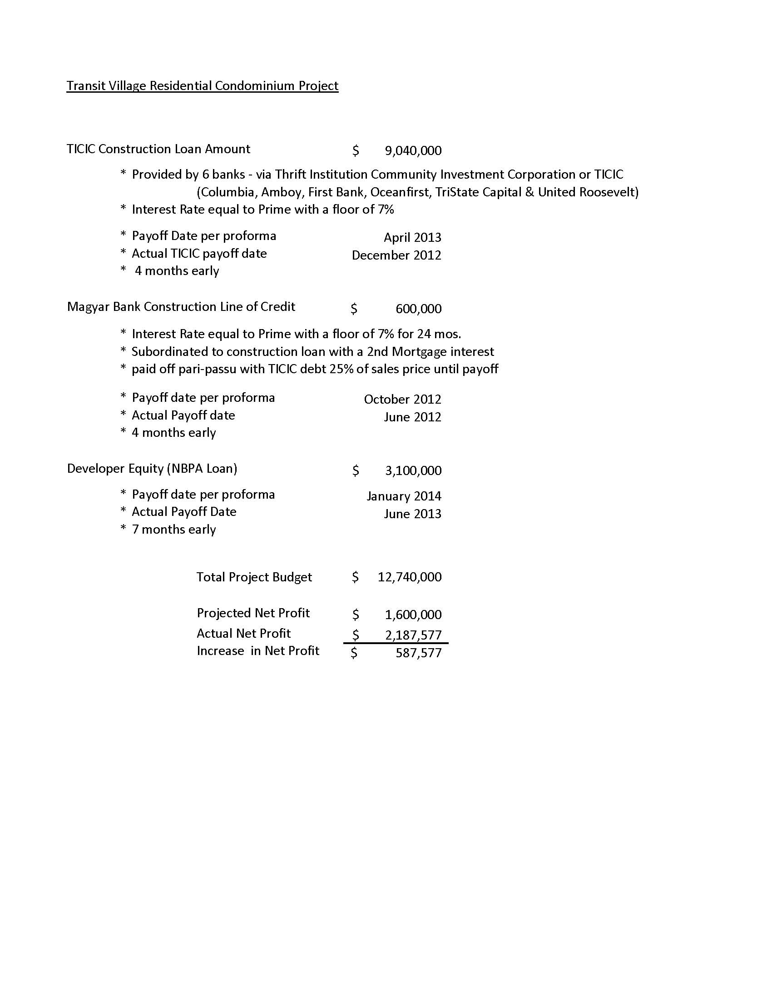 Transit Village Residential Condominium Project
TICIC Construction Loan Amount $ 9,040,000
* Provided by 6 banks - via Thrift Institution Community Investment Corporation or TICIC
(Columbia, Amboy, First Bank, Oceanfirst, TriState Capital & United Roosevelt)
* Interest Rate equal to Prime with a floor of 7%
* Payoff Date per proforma April 2013
* Actual TICIC payoff date December 2012
* 4 months early
Magyar Bank Construction Line of Credit $ 600,000
* Interest Rate equal to Prime with a floor of 7% for 24 mos.
* Subordinated to construction loan with a 2nd Mortgage interest
* paid off pari-passu with TICIC debt 25% of sales price until payoff
* Payoff date per proforma October 2012
* Actual Payoff date June 2012
* 4 months early
Developer Equity (NBPA Loan) $ 3,100,000
* Payoff date per proforma January 2014
* Actual Payoff Date June 2013
* 7 months early
Total Project Budget $ 12,740,000
Projected Net Profit $ 1,600,000
Actual Net Profit $ 2,187,577
Increase in Net Profit $ 587,577